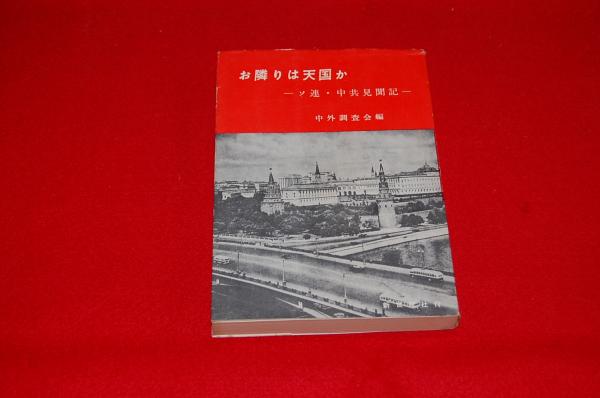 お隣りは天国か
―ソ連・中共見聞記―
中外調査会編